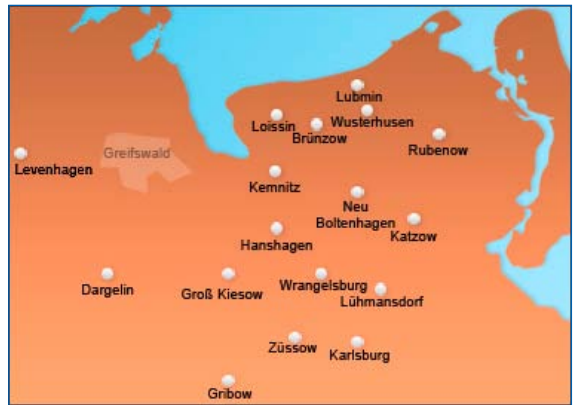 Lubmin
Loissin
Wusterhusen
Brünzow
Rubenow
Greifswald
Levenhagen
Kemnitz
Neu
Boltenhagen
Katzow
Hanshagen
Dargelin
Groß Kiesow
Wrangelsburg
Lühmansdorf
Züssow
Karlsburg
Gribow